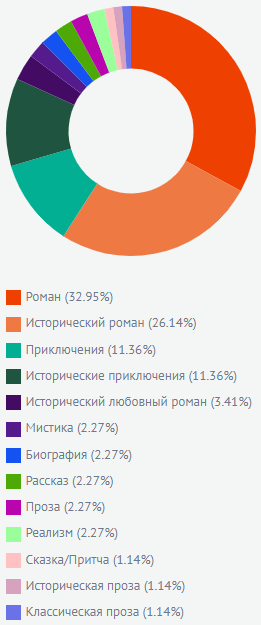 Роман (32.95%)
Исторический роман (26.14%)
Приключения (11.36%)
Исторические приключения (11.36%)
Исторический любовный роман (3.41%)
Мистика (2.27%)
Биография (2.27%)
Рассказ (2.27%)
Проза (2.27%)
Реализм (2.27%)
Сказка/Притча (1.14%)
Историческая проза (1.14%)
Классическая проза (1.14%)